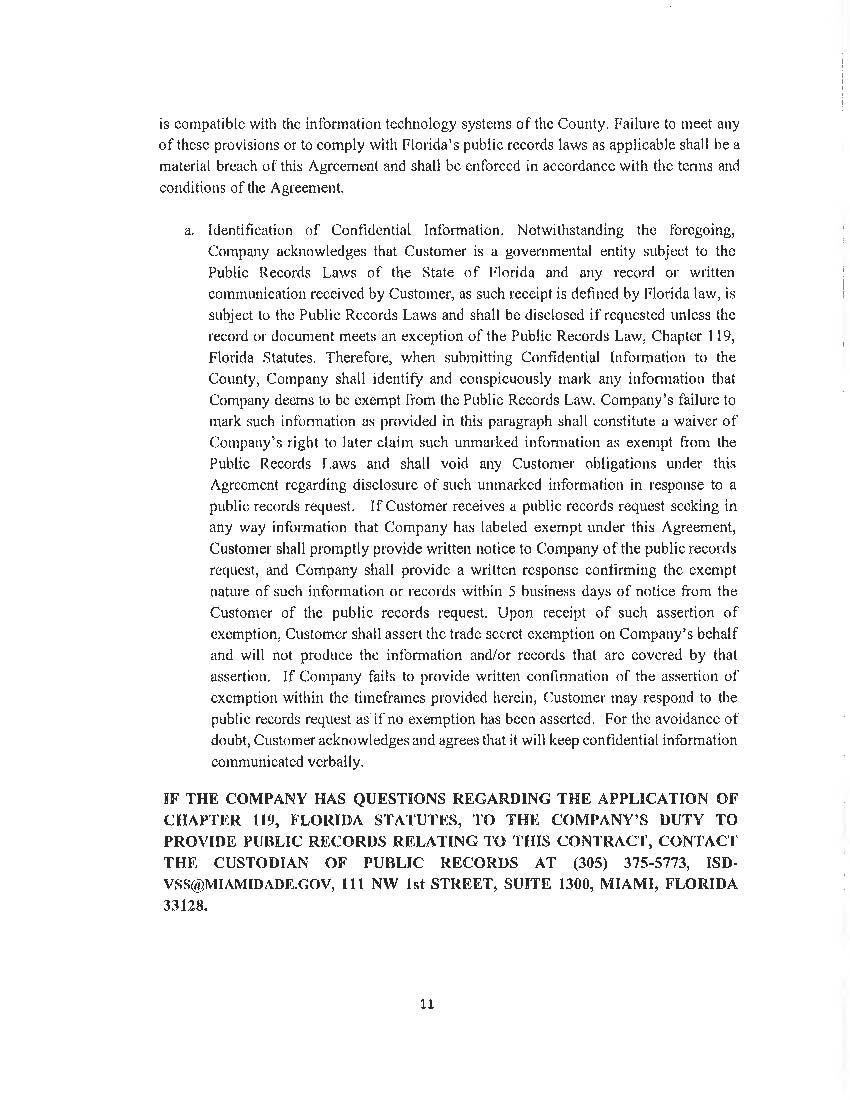 is compatible with the information technology systems of the County. Failure to meet any
of these provisions or to comply with Florida's public records laws as applicable shall be a
material breach of this Agreement and shall be enforced in accordance with the terms and
conditions of the Agreement.
a. Identification of Confidential Information. Notwithstanding the foregoing,
Company acknowledges that Customer is a governmental entity subject to the
Public Records Laws of the State of Florida and any record or written
communication received by Customer, as such receipt is defined by Florida law, is
subject to the Public Records Laws and shall be disclosed if requested unless the
record or document meets an exception of the Public Records Law, Chapter 119,
Florida Statutes. Therefore, when submitting Confidential Information to the
County, Company shall identify and conspicuously mark any information that
Company deems to be exempt from the Public Records Law. Company's failure to
mark such information as provided in this paragraph shall constitute a waiver of
Company's right to later claim such unmarked information as exempt from the
Public Records Laws and shall void any Customer obligations under this
Agreement regarding disclosure of such unmarked information in response to a
public records request. If Customer receives a public records request seeking in
any way information that Company has labeled exempt under this Agreement,
Customer shall promptly provide written notice to Company of the public records
request, and Company shall provide a written response confirming the exempt
nature of such information or records within 5 business days of notice from the
Customer of the public records request. Upon receipt of such assertion of
exemption, Customer shall assert the trade secret exemption on Company's behalf
and will not produce the information and/or records that are covered by that
assertion. If Company fails to provide written confirmation of the assertion of
exemption within the timeframes provided herein, Customer may respond to the
public records request as if no exemption has been asserted. For the avoidance of
doubt, Customer acknowledges and agrees that it will keep confidential information
communicated verbally.
IF THE COMPANY HAS QUESTIONS REGARDING THE APPLICATION OF
CHAPTER 119, FLORIDA STATUTES, TO THE COMPANY'S DUTY TO
PROVIDE PUBLIC RECORDS RELATING TO THIS CONTRACT, CONTACT
THE CUSTODIAN OF PUBLIC RECORDS AT (305) 375-5773, ISD-
VSS@MIAMIDADE.GOV, 111 NW 1st STREET, SUITE 1300, MIAMI, FLORIDA
33128.
11